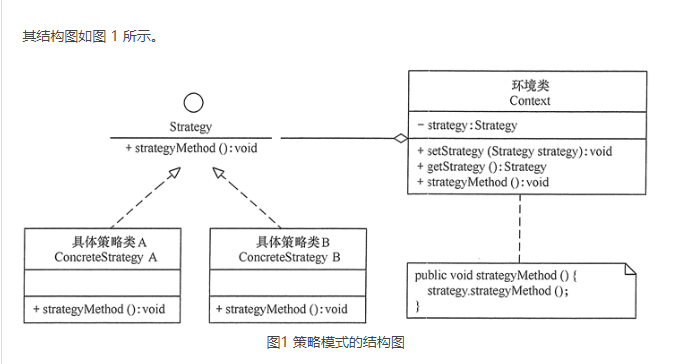 其结构图如图 1 所示。
Strategy
+ strategyMethod ():void
环境类
Context
- strategy:Strategy
+ setStrategy (Strategy strategy):void
+ getStrategy ():Strategy
+ strategyMethod ():void
具体策略类A
ConcreteStrategy A
+ strategyMethod ():void
具体策略类B
ConcreteStrategy B
+ strategyMethod ():void
public void strategyMethod () {
strategy.strategyMethod ();
}
图1 策略模式的结构图